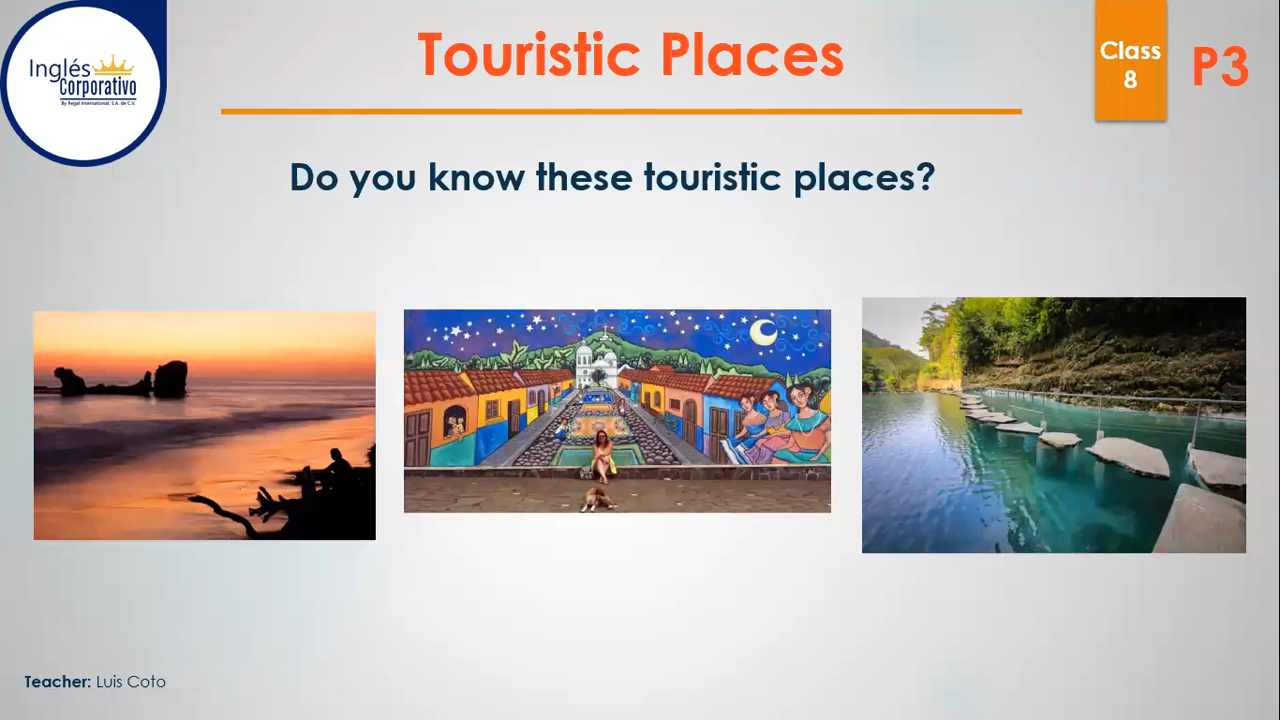 Inglés
Corporativo
By Regal International, S.A. de C.V.
Touristic Places
Class
8
P3
Do you know these touristic places?
Teacher: Luis Coto